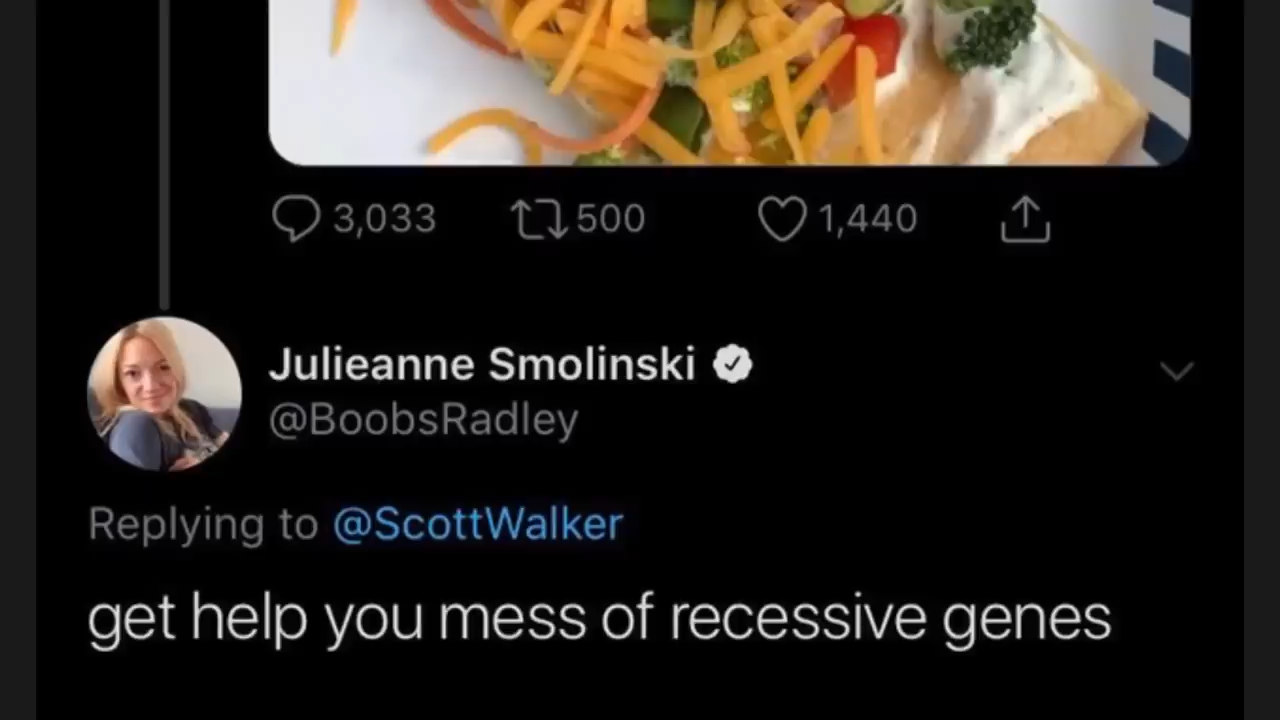 3,033 500 1,440
Julieanne Smolinski
@BoobsRadley
Replying to @ScottWalker
get help you mess of recessive genes